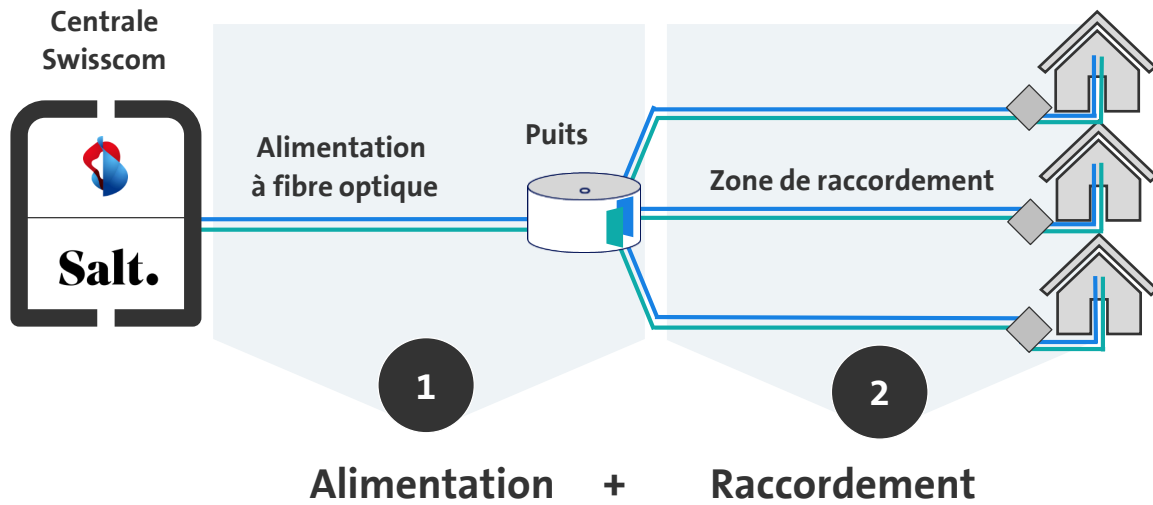 Centrale
Swisscom
Alimentation
à fibre optique
Puits
Zone de raccordement
Salt.
1
2
Alimentation + Raccordement